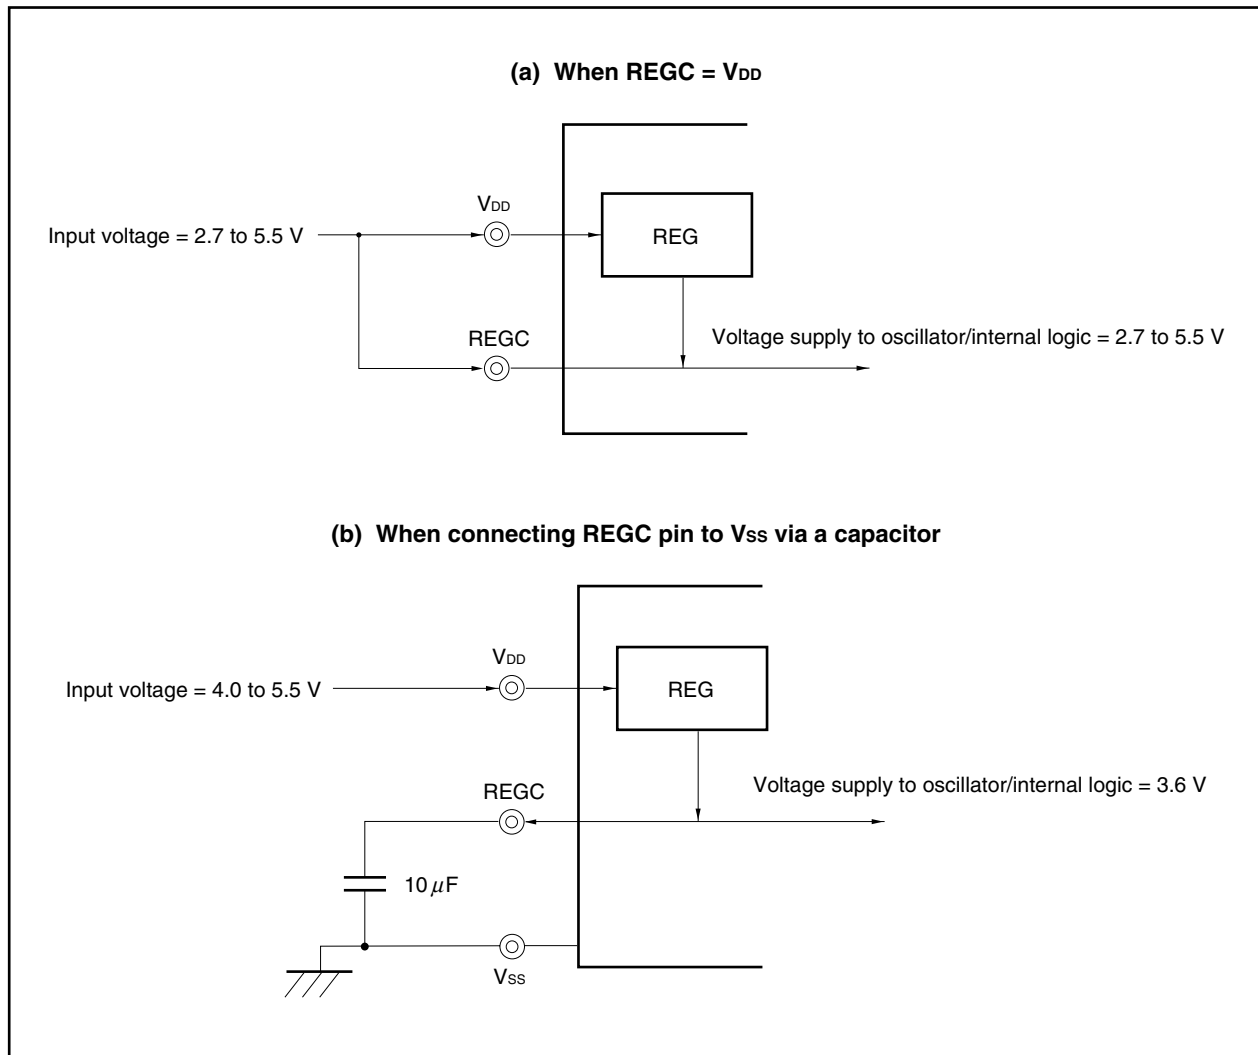 (a) When REGC = VDD
VDD
Input voltage = 2.7 to 5.5 V
REG
REGC
Voltage supply to oscillator/internal logic = 2.7 to 5.5 V
(b) When connecting REGC pin to VSS via a capacitor
VDD
Input voltage = 4.0 to 5.5 V
REG
REGC
Voltage supply to oscillator/internal logic = 3.6 V
10 μF
VSS